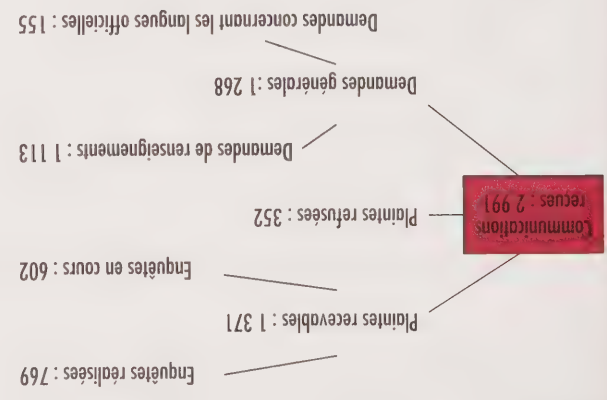 Communications
reçues : 2 991
Plaintes recevables : 1 371
Enquêtes réalisées : 769
Enquêtes en cours : 602
Plaintes refusées : 352
Demandes générales : 1 268
Demandes de renseignements : 1 113
Demandes concernant les langues officielles : 155